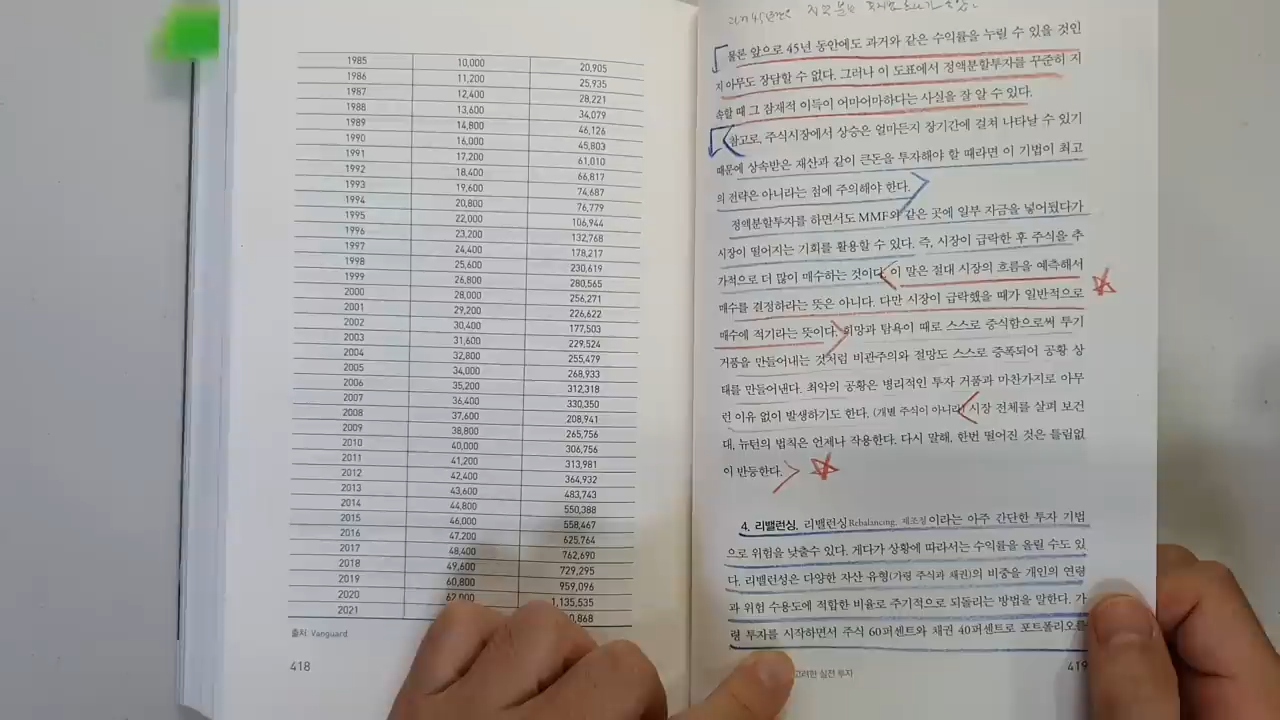 1985 10,000 20,905
1986 11,200 25,935
1987 12,400 28,221
1988 13,600 34,079
1989 14,800 46,126
1990 16,000 45,803
1991 17,200 61,010
1992 18,400 66,817
1993 19,600 74,687
1994 20,800 76,779
1995 22,000 106,944
1996 23,200 132,768
1997 24,400 178,217
1998 25,600 230,619
1999 26,800 280,565
2000 28,000 256,271
2001 29,200 226,622
2002 30,400 177,503
2003 31,600 229,524
2004 32,800 255,479
2005 34,000 268,933
2006 35,200 312,318
2007 36,400 330,350
2008 37,600 208,941
2009 38,800 265,756
2010 40,000 306,756
2011 41,200 313,981
2012 42,400 364,932
2013 43,600 483,743
2014 44,800 550,388
2015 46,000 558,467
2016 47,200 625,764
2017 48,400 762,690
2018 49,600 729,295
2019 60,800 959,096
2020 62,000 1,135,535
2021
출처: Vanguard
418
물론 앞으로 45년 동안에도 과거와 같은 수익률을 누릴 수 있을 것인
지 아무도 장담할 수 없다. 그러나 이 도표에서 정액분할투자를 꾸준히 지
속할 때 그 잠재적 이득이 어마어마하다는 사실을 잘 알 수 있다.
참고로, 주식시장에서 상승은 얼마든지 장기간에 걸쳐 나타날 수 있기
때문에 상속받은 재산과 같이 큰돈을 투자해야 할 때라면 이 기법이 최고
의 전략은 아니라는 점에 주의해야 한다.
정액분할투자를 하면서도 MMF와 같은 곳에 일부 자금을 넣어뒀다가
시장이 떨어지는 기회를 활용할 수 있다. 즉, 시장이 급락한 후 주식을 추
가적으로 더 많이 매수하는 것이다. 이 말은 절대 시장의 흐름을 예측해서
매수를 결정하라는 뜻은 아니다. 다만 시장이 급락했을 때가 일반적으로
매수에 적기라는 뜻이다. 희망과 탐욕이 때로 스스로 증식함으로써 투기
거품을 만들어내는 것처럼 비관주의와 절망도 스스로 증폭되어 공황 상
태를 만들어낸다. 최악의 공황은 병리적인 투자 거품과 마찬가지로 아무
런 이유 없이 발생하기도 한다. (개별 주식이 아니라) 시장 전체를 살펴 보건
대, 뉴턴의 법칙은 언제나 작용한다. 다시 말해, 한번 떨어진 것은 틀림없
이 반등한다.
4. 리밸런싱. 리밸런싱Rebalancing, 재조정이라는 아주 간단한 투자 기법
으로 위험을 낮출수 있다. 게다가 상황에 따라서는 수익률을 올릴 수도 있
다. 리밸런싱은 다양한 자산 유형(가령 주식과 채권)의 비중을 개인의 연령
과 위험 수용도에 적합한 비율로 주기적으로 되돌리는 방법을 말한다. 가
령 투자를 시작하면서 주식 60퍼센트와 채권 40퍼센트로 포트폴리오를
고려한 실전 투자
419